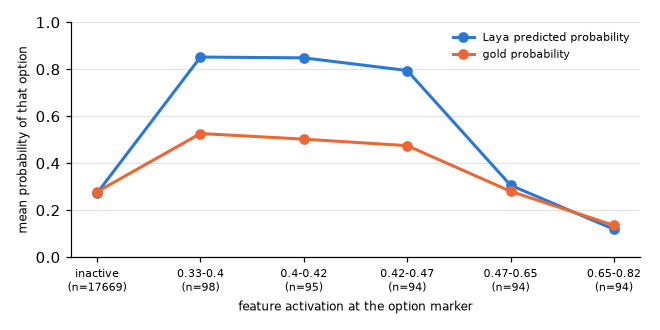 1.0
0.8
0.6
0.4
0.2
0.0
mean probability of that option
Laya predicted probability
gold probability
inactive (n=17669)
0.33-0.4 (n=98)
0.4-0.42 (n=95)
0.42-0.47 (n=94)
0.47-0.65 (n=94)
0.65-0.82 (n=94)
feature activation at the option marker